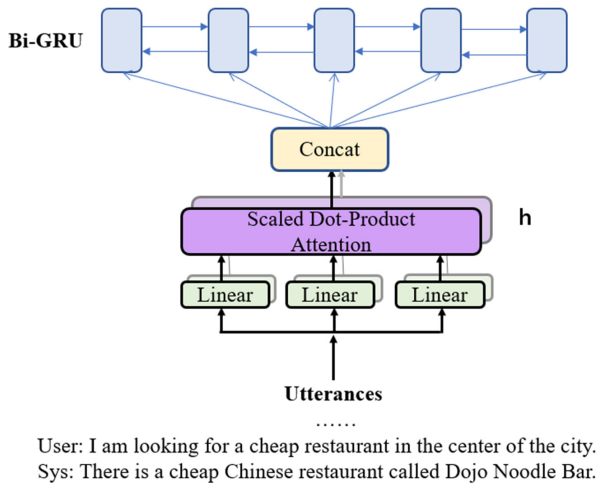 Bi-GRU
Concat
Scaled Dot-Product
Attention
h
Linear Linear Linear
Utterances
......
User: I am looking for a cheap restaurant in the center of the city.
Sys: There is a cheap Chinese restaurant called Dojo Noodle Bar.